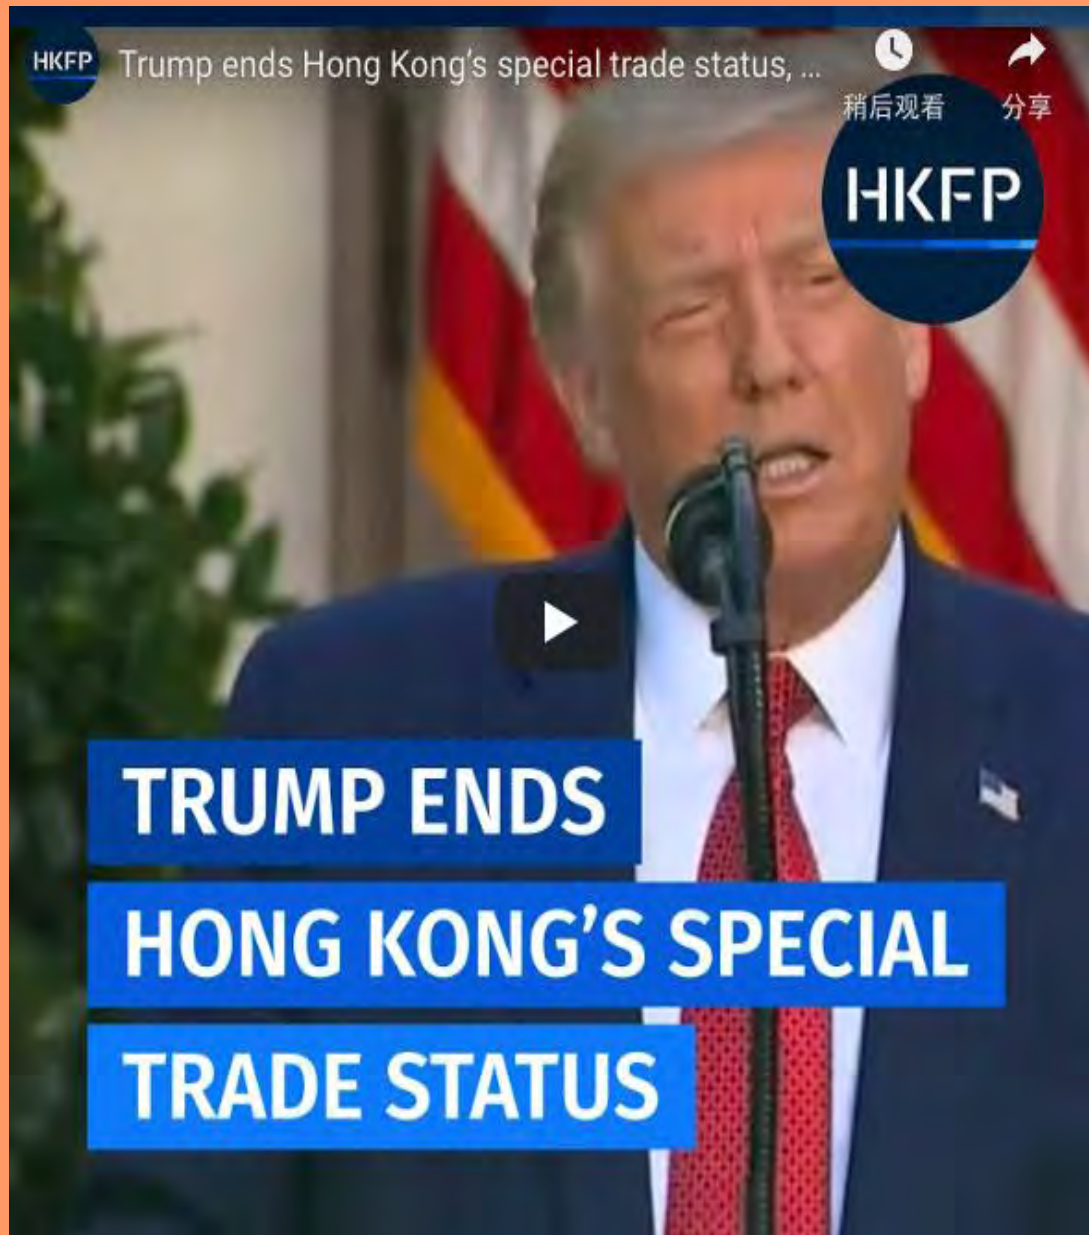 HKFP
Trump ends Hong Kong's special trade status, ...
稍后观看
分享
HKFP
TRUMP ENDS
HONG KONG’S SPECIAL
TRADE STATUS